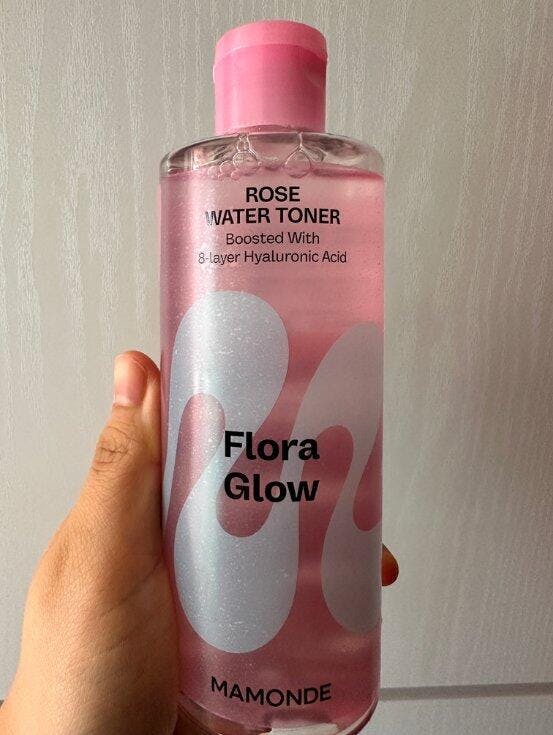 ROSE
WATER TONER
Boosted With
8-layer Hyaluronic Acid
Flora
Glow
MAMONDE